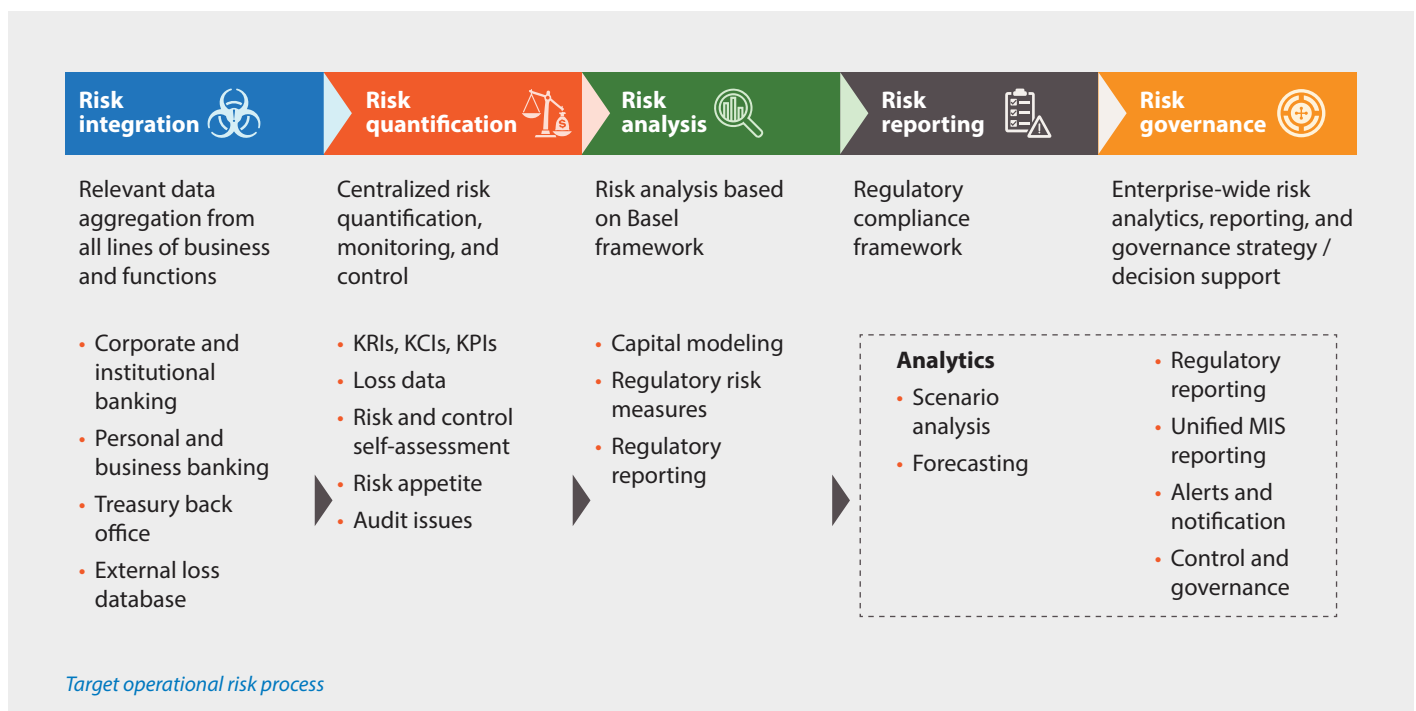 Risk
integration
Risk
quantification
Risk
analysis
Risk
reporting
Risk
governance
Relevant data
aggregation from
all lines of business
and functions
Centralized risk
quantification,
monitoring, and
control
Risk analysis based
on Basel
framework
Regulatory
compliance
framework
Enterprise-wide risk
analytics, reporting, and
governance strategy /
decision support
• Corporate and
institutional
banking
• Personal and
business banking
• Treasury back
office
• External loss
database
• KRIs, KCIs, KPIs
• Loss data
• Risk and control
self-assessment
• Risk appetite
• Audit issues
• Capital modeling
• Regulatory risk
measures
• Regulatory
reporting
Analytics
• Scenario
analysis
• Forecasting
• Regulatory
reporting
• Unified MIS
reporting
• Alerts and
notification
• Control and
governance
Target operational risk process